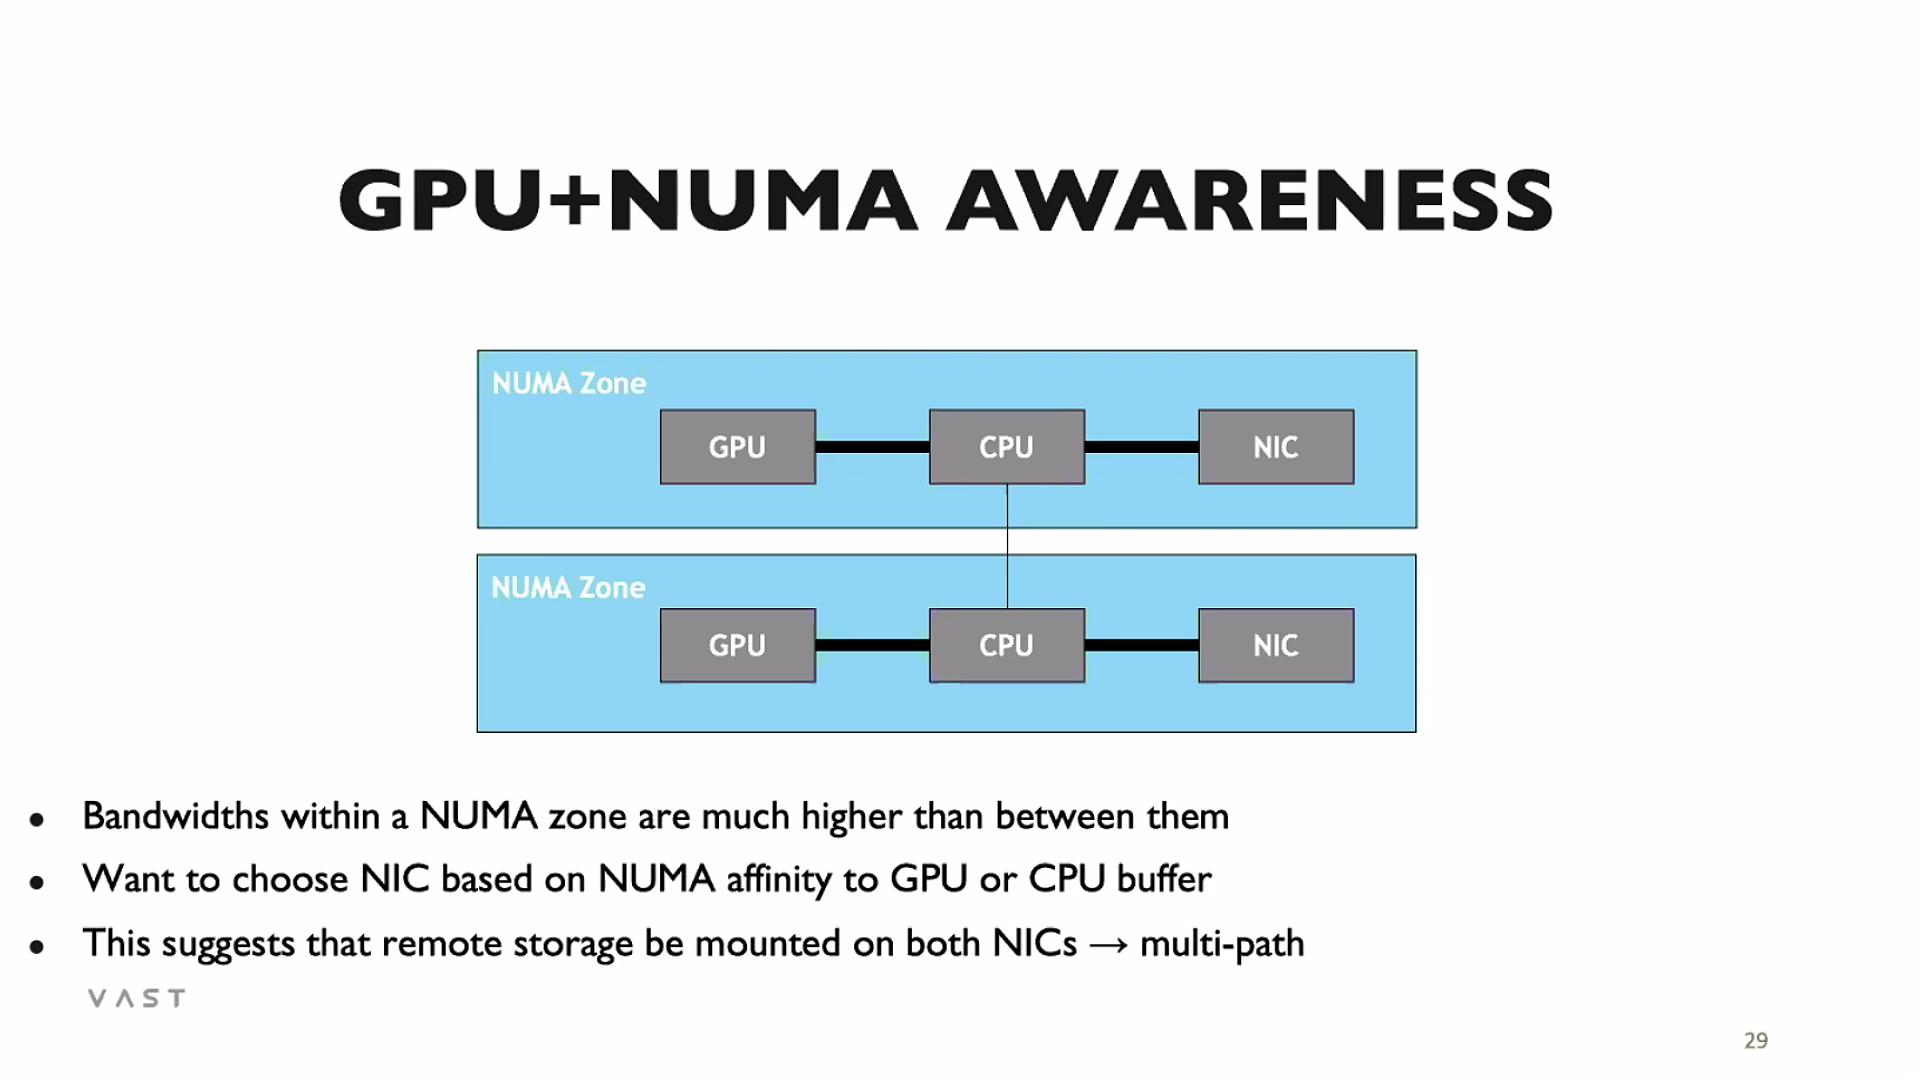 GPU+NUMA AWARENESS
NUMA Zone
GPU
CPU
NIC
NUMA Zone
GPU
CPU
NIC
• Bandwidths within a NUMA zone are much higher than between them
• Want to choose NIC based on NUMA affinity to GPU or CPU buffer
• This suggests that remote storage be mounted on both NICs → multi-path
VAST
29